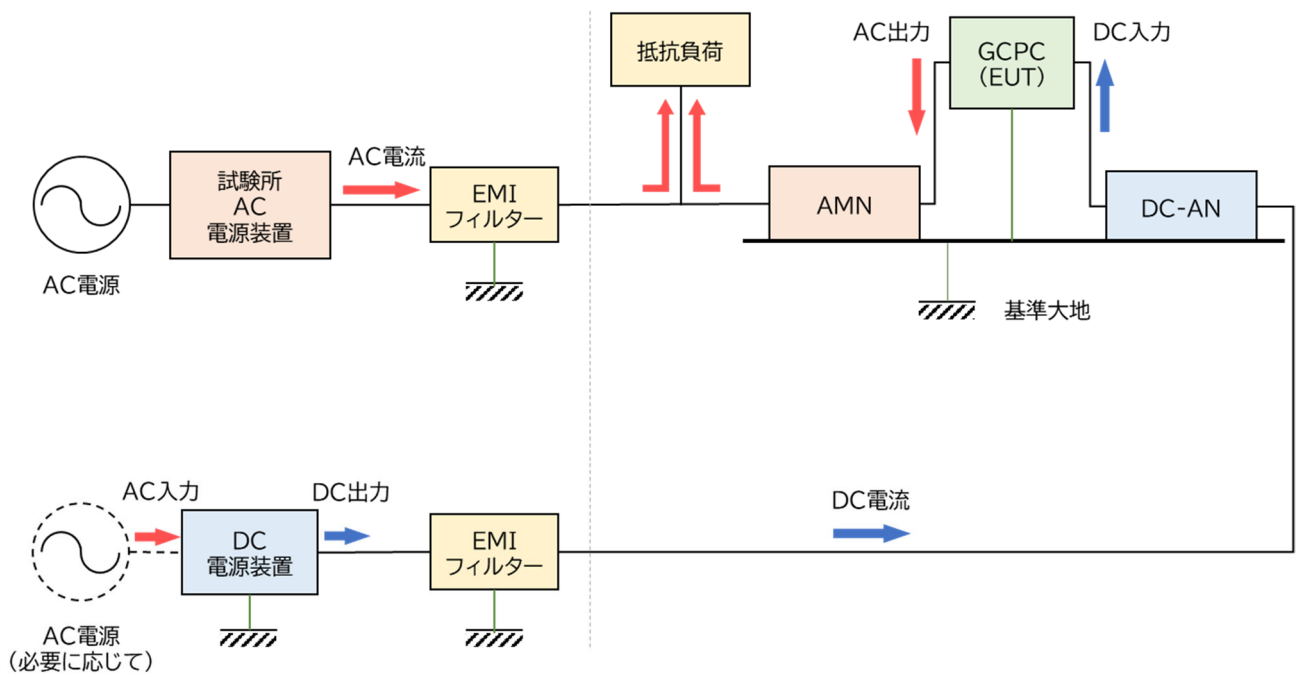 抵抗負荷
AC出力
GCPC
(EUT)
DC入力
試験所
AC
電源装置
AC電流
EMI
フィルター
AMN
DC-AN
AC電源
基準大地
AC入力
DC出力
DC電流
DC
電源装置
EMI
フィルター
AC電源
(必要に応じて)